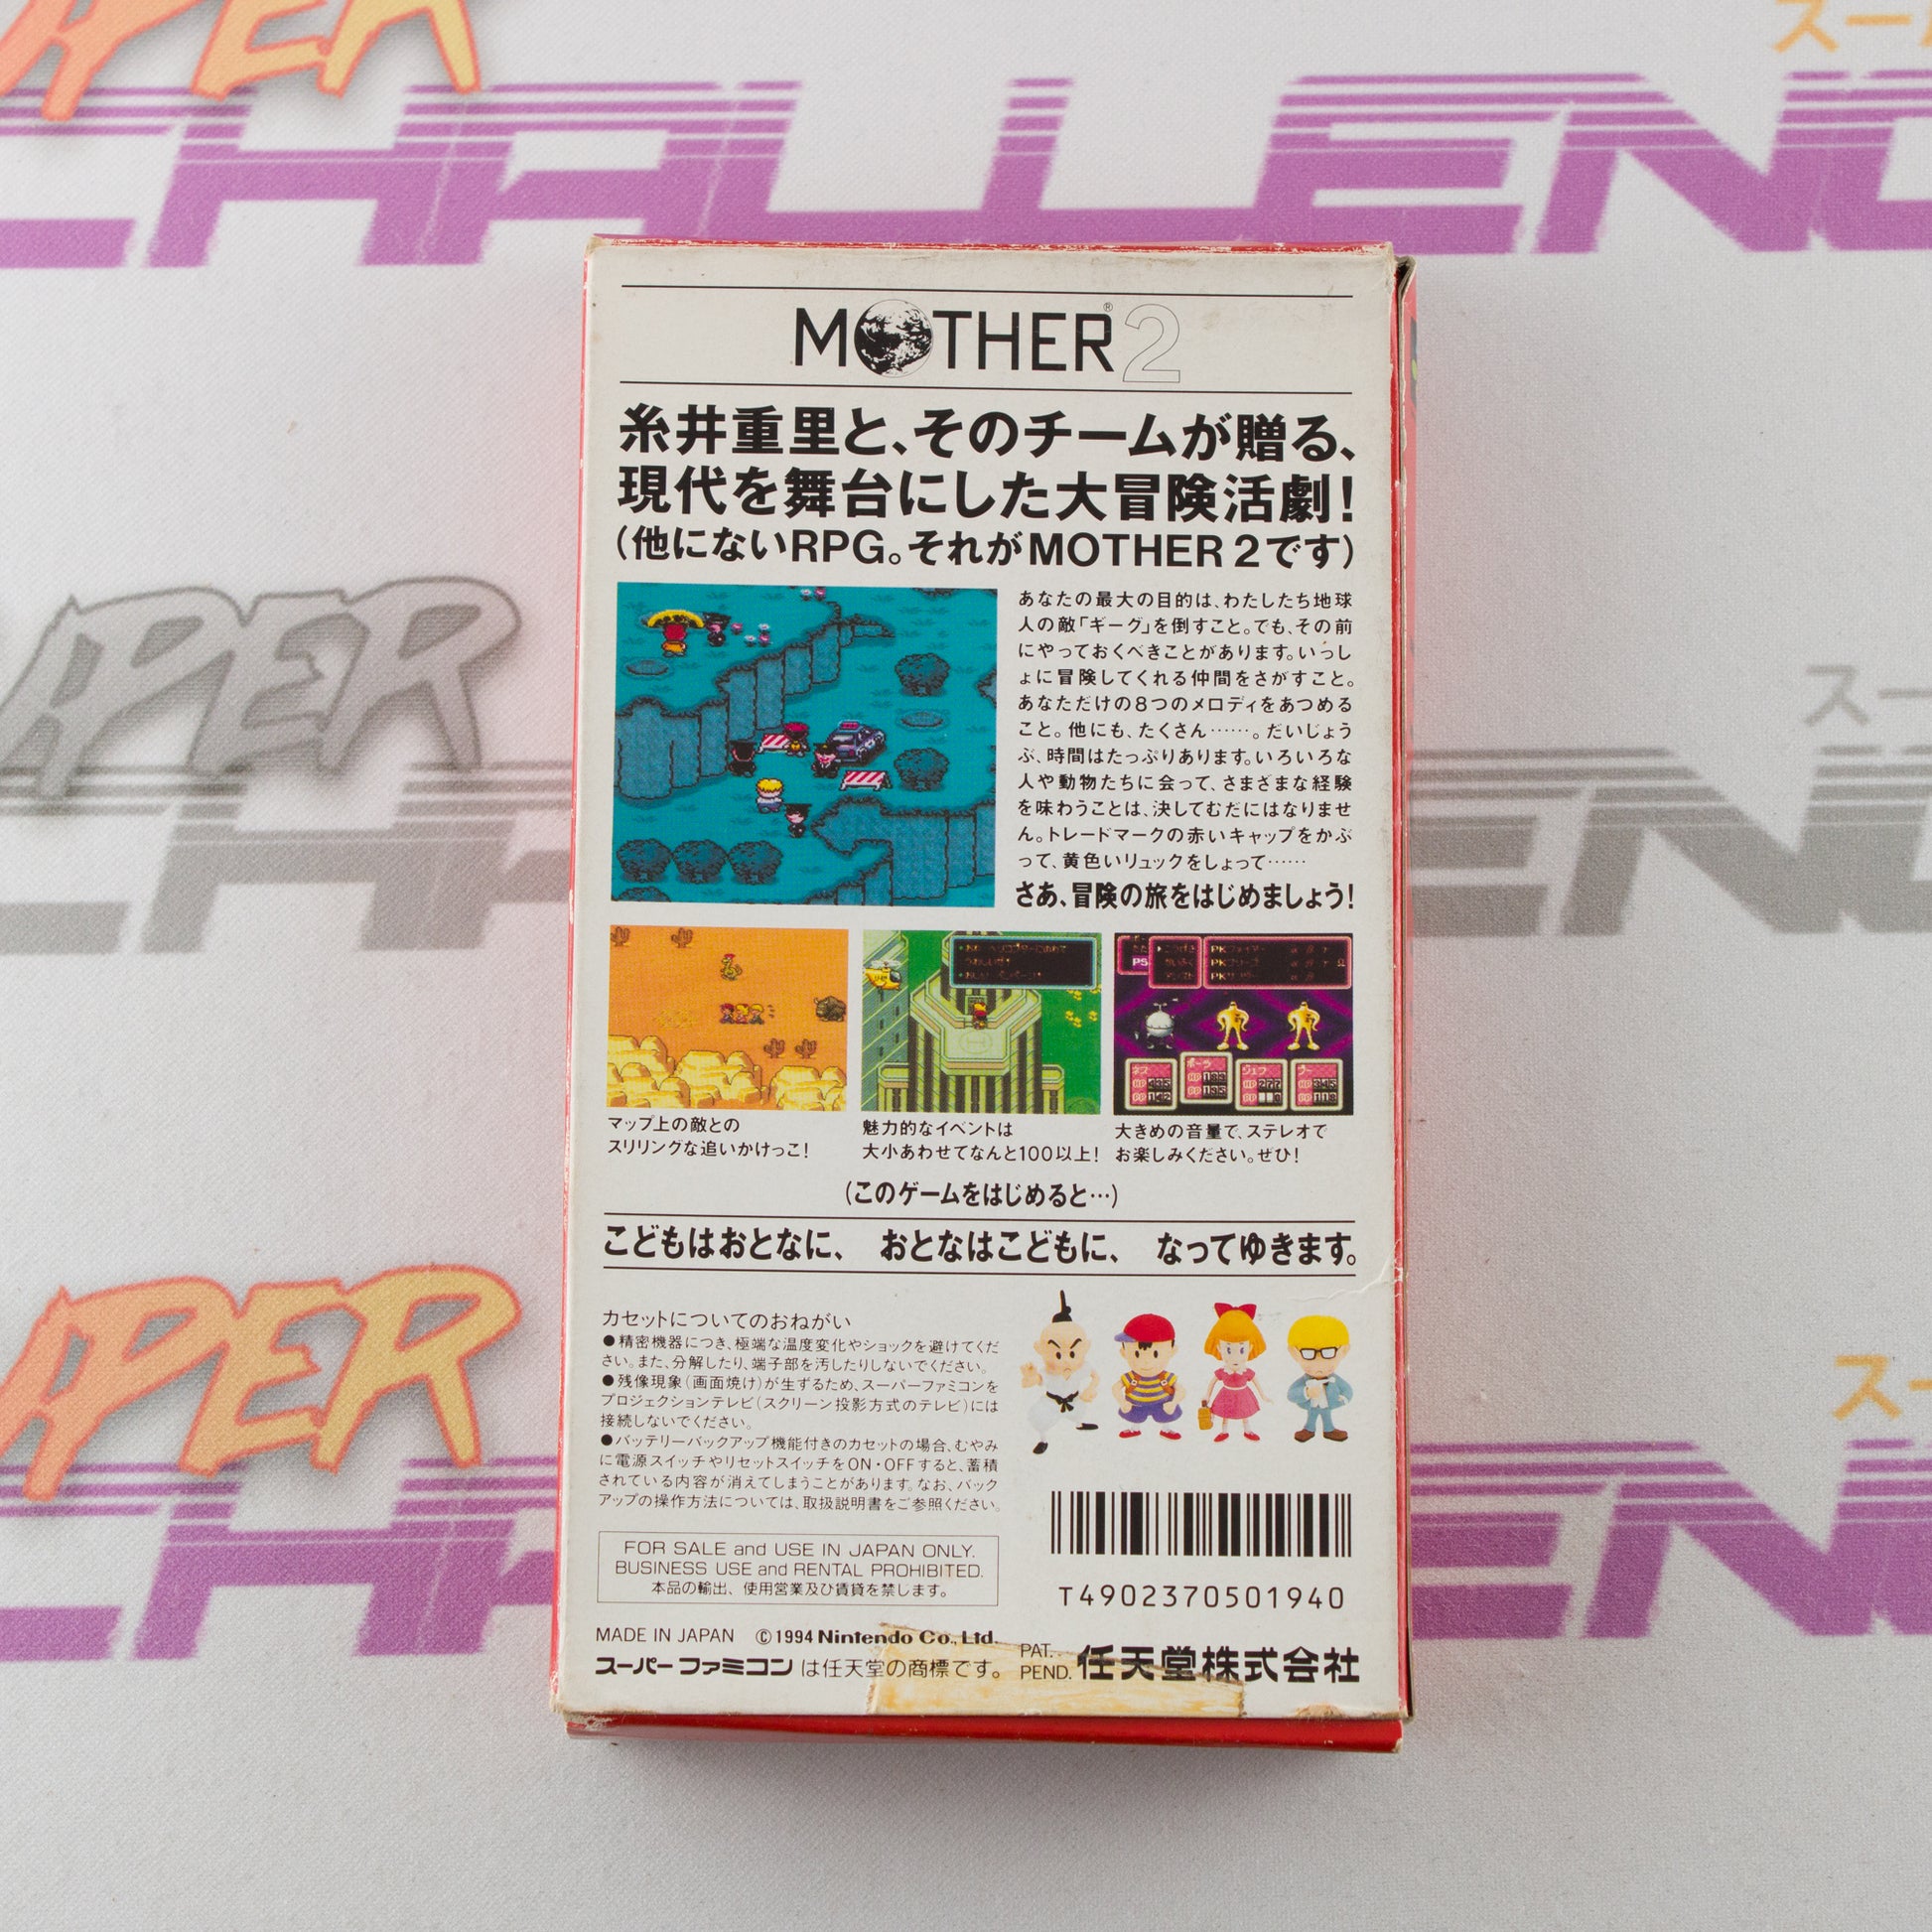 PER
スー
CHALLENG
MOTHER® 2
糸井重里と、そのチームが贈る、
現代を舞台にした大冒険活劇！
（他にないRPG。それがMOTHER 2です）
あなたの最大の目的は、わたしたち地球
人の敵「ギーグ」を倒すこと。でも、その前
にやっておくべきことがあります。いっし
ょに冒険してくれる仲間をさがすこと。
あなただけの8つのメロディをあつめる
こと。他にも、たくさん……。だいじょう
ぶ、時間はたっぷりあります。いろいろな
人や動物たちに会って、さまざまな経験
を味わうことは、決してむだにはなりませ
ん。トレードマークの赤いキャップをかぶ
って、黄色いリュックをしょって……
さあ、冒険の旅をはじめましょう！
マップ上の敵との
スリリングな追いかけっこ！
魅力的なイベントは
大小あわせてなんと100以上！
大きめの音量で、ステレオで
お楽しみください。ぜひ！
（このゲームをはじめると…）
こどもはおとなに、 おとなはこどもに、 なってゆきます。
カセットについてのおねがい
●精密機器につき、極端な温度変化やショックを避けてくだ
さい。また、分解したり、端子部を汚したりしないでください。
●残像現象（画面焼け）が生ずるため、スーパーファミコンを
プロジェクションテレビ（スクリーン投影方式のテレビ）には
接続しないでください。
●バッテリーバックアップ機能付きのカセットの場合、むやみ
に電源スイッチやリセットスイッチをON・OFFすると、蓄積
されている内容が消えてしまうことがあります。なお、バック
アップの操作方法については、取扱説明書をご参照ください。
FOR SALE and USE IN JAPAN ONLY.
BUSINESS USE and RENTAL PROHIBITED.
本品の輸出、使用営業及び賃貸を禁じます。
T4902370501940
MADE IN JAPAN ©1994 Nintendo Co., Ltd.
スーパーファミコン は任天堂の商標です。
PAT. PEND. 任天堂株式会社
PER
スー
CHALLENG
PER
スー
CHALLENG